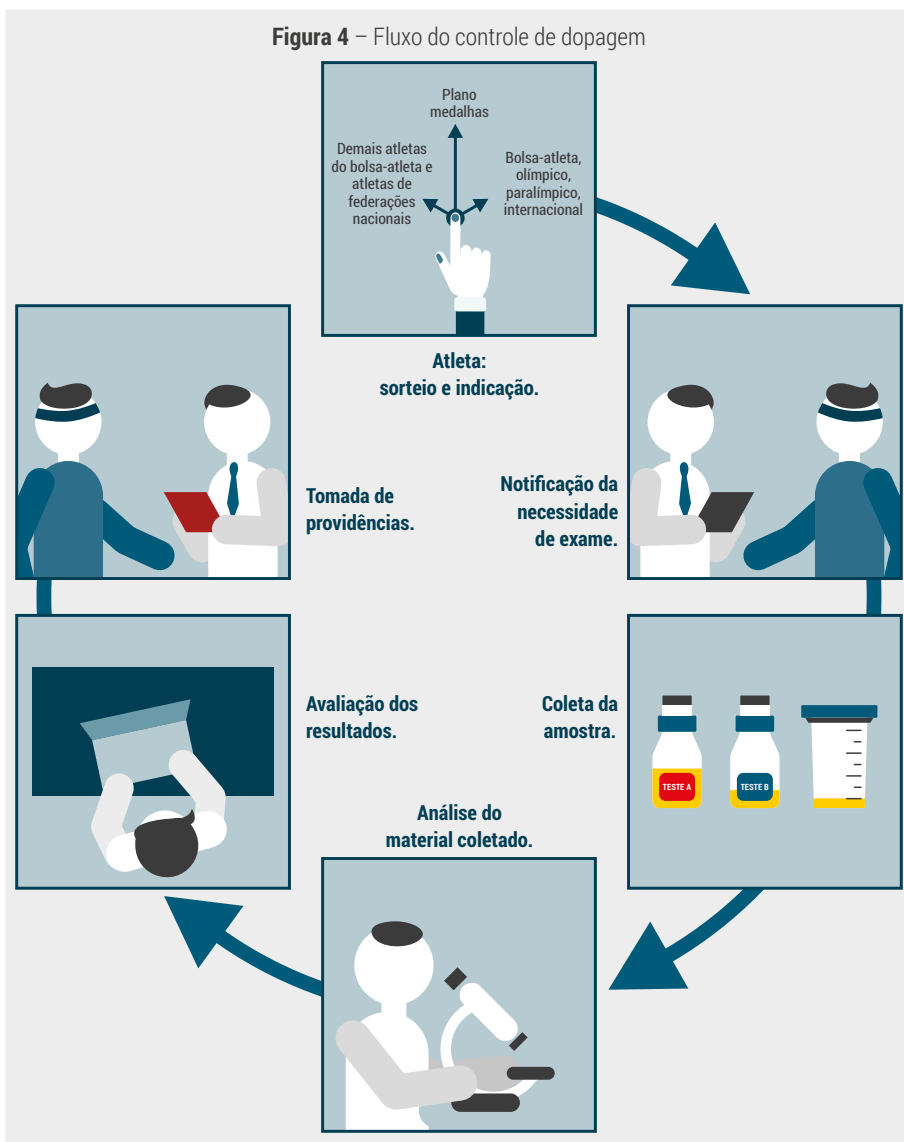 Figura 4 – Fluxo do controle de dopagem
Plano
medalhas
Demais atletas
do bolsa-atleta e
atletas de
federações
nacionais
Bolsa-atleta,
olímpico,
paralímpico,
internacional
Atleta:
sorteio e indicação.
Notificação da
necessidade
de exame.
Coleta da
amostra.
TESTE A
TESTE B
Análise do
material coletado.
Avaliação dos
resultados.
Tomada de
providências.